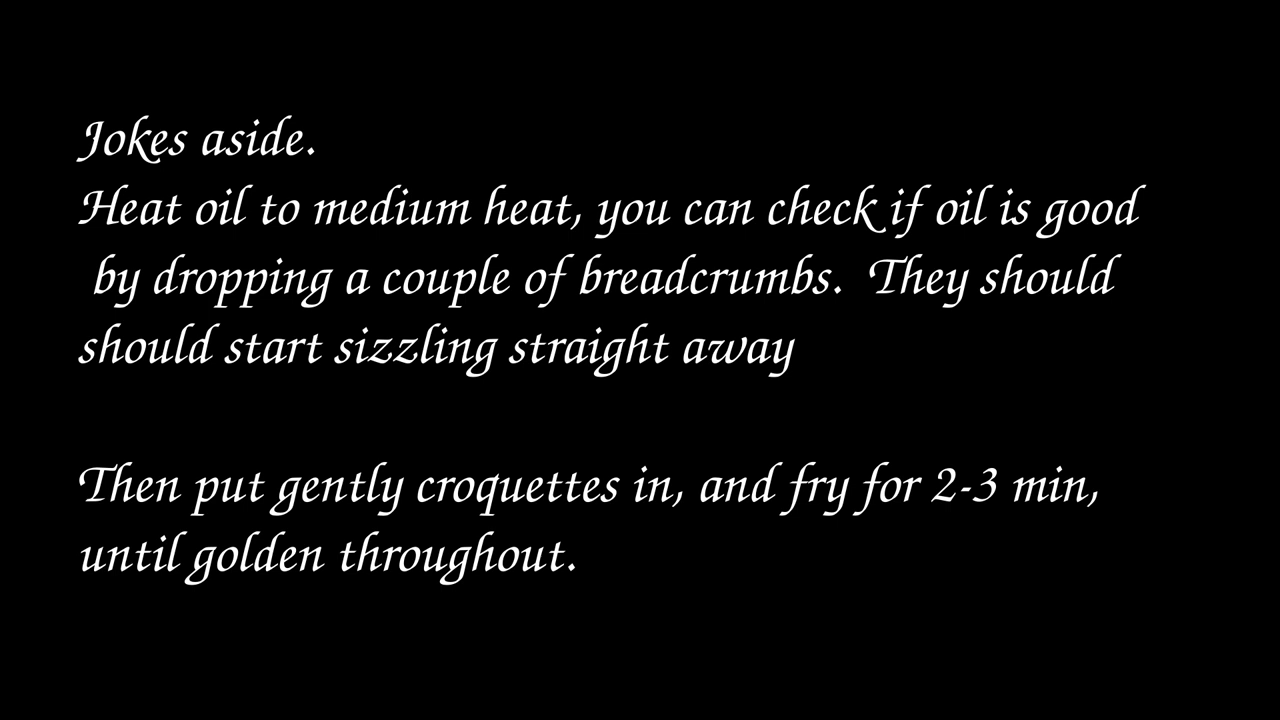 Jokes aside.
Heat oil to medium heat, you can check if oil is good
by dropping a couple of breadcrumbs. They should
should start sizzling straight away
Then put gently croquettes in, and fry for 2-3 min,
until golden throughout.